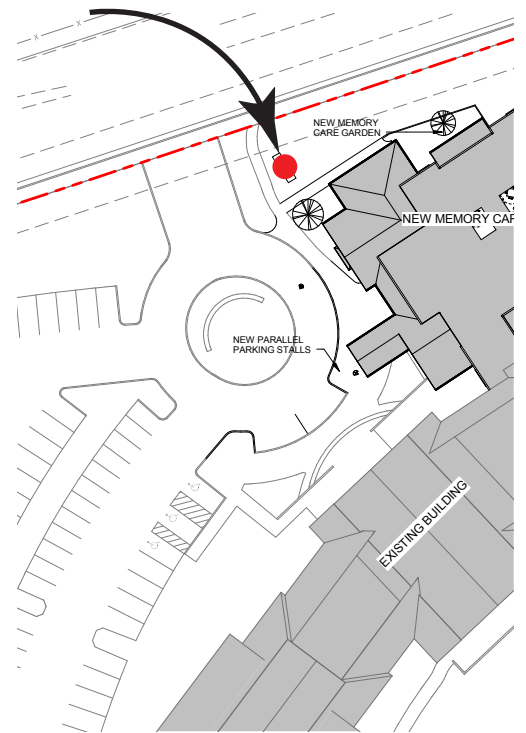 NEW MEMORY
CARE GARDEN
NEW MEMORY CAR
NEW PARALLEL
PARKING STALLS
EXISTING BUILDING